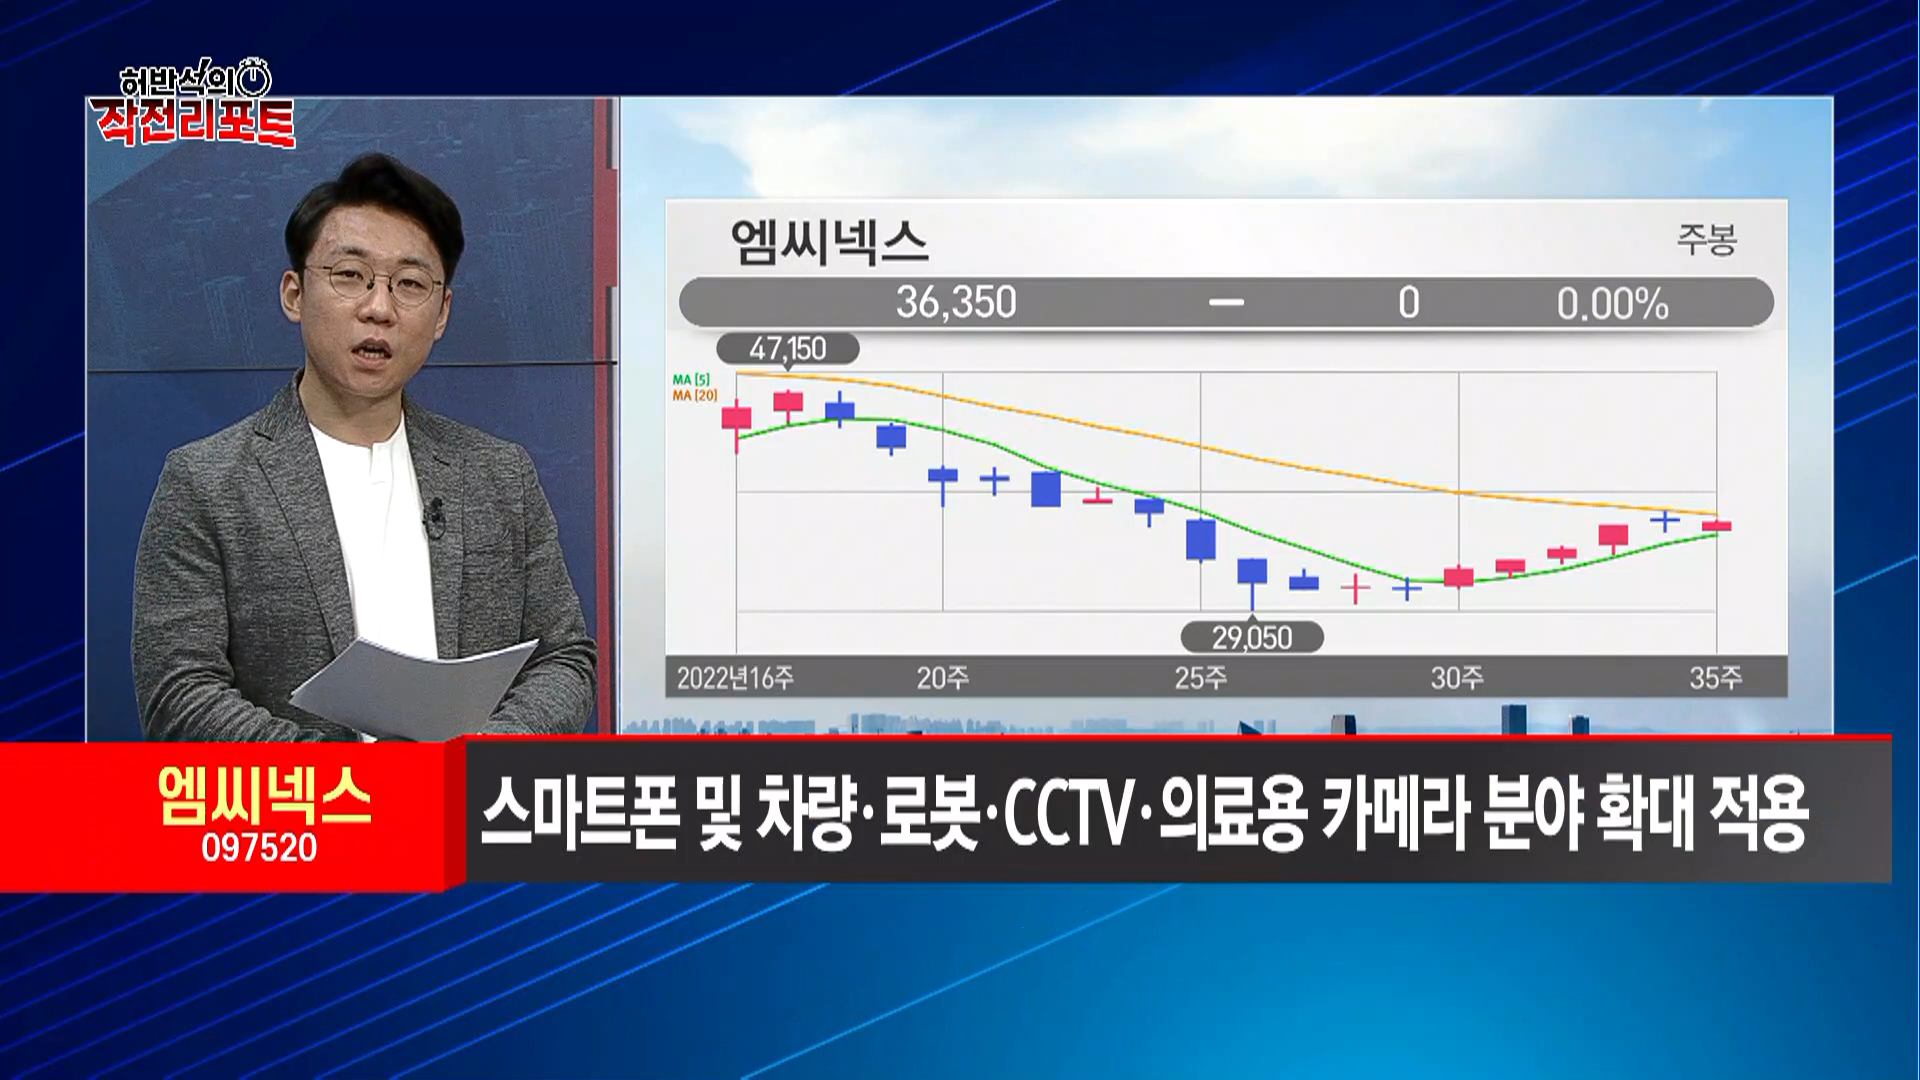 허반석의
작전리포트
엠씨넥스
주봉
36,350 — 0 0.00%
47,150
MA [5]
MA [20]
29,050
2022년16주 20주 25주 30주 35주
엠씨넥스
097520
스마트폰 및 차량·로봇·CCTV·의료용 카메라 분야 확대 적용